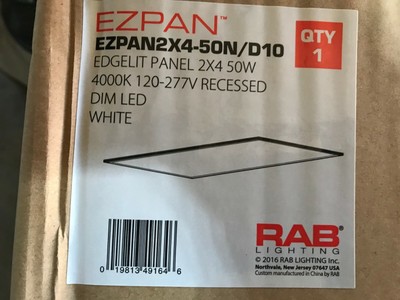 EZPAN™
EZPAN2X4-50N/D10
QTY
1
EDGELIT PANEL 2X4 50W
4000K 120-277V RECESSED
DIM LED
WHITE
RAB®
LIGHTING
© 2016 RAB LIGHTING Inc.
Northvale, New Jersey 07647 USA
Custom manufactured in China by RAB
0 19813 49164 6